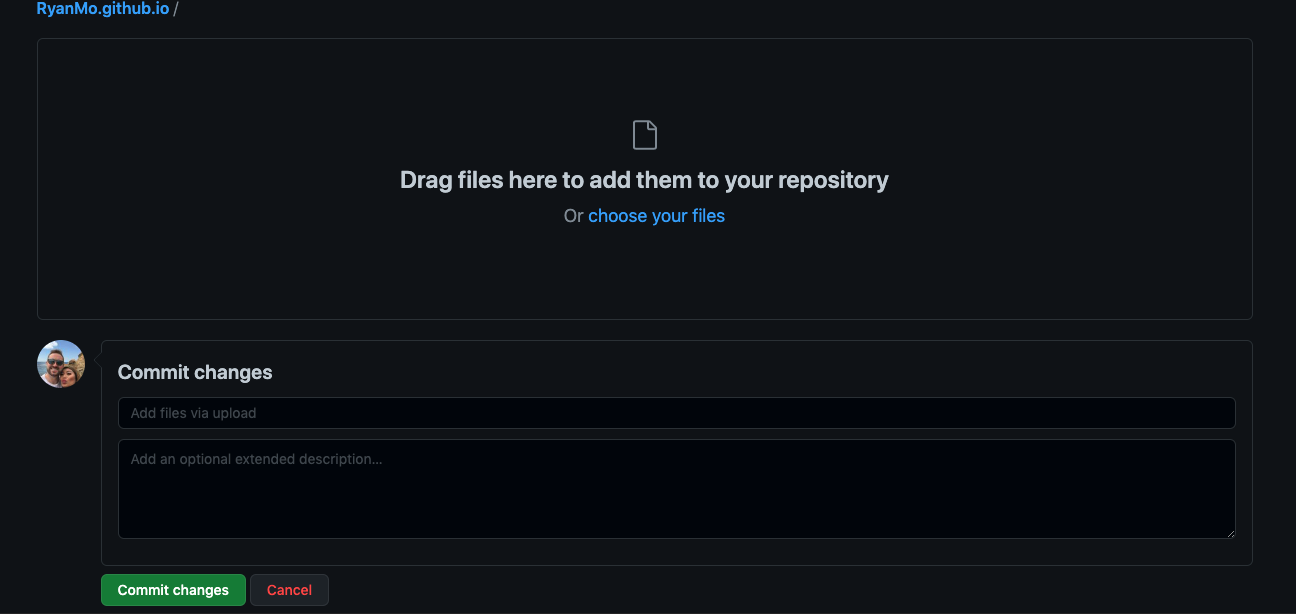 RyanMo.github.io /
Drag files here to add them to your repository
Or choose your files
Commit changes
Add files via upload
Add an optional extended description...
Commit changes Cancel